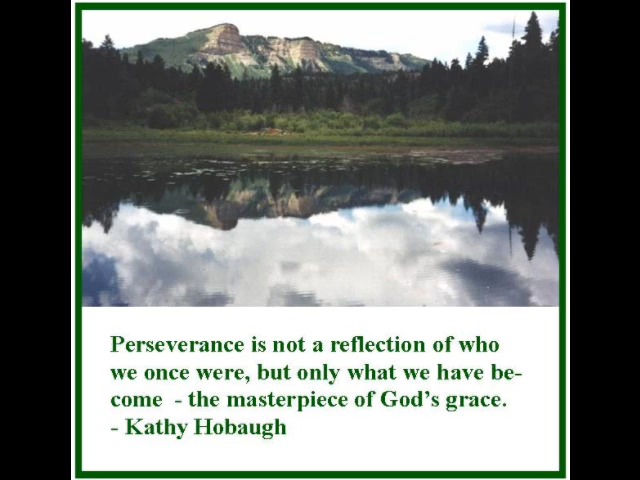 Perseverance is not a reflection of who
we once were, but only what we have be-
come - the masterpiece of God's grace.
- Kathy Hobaugh